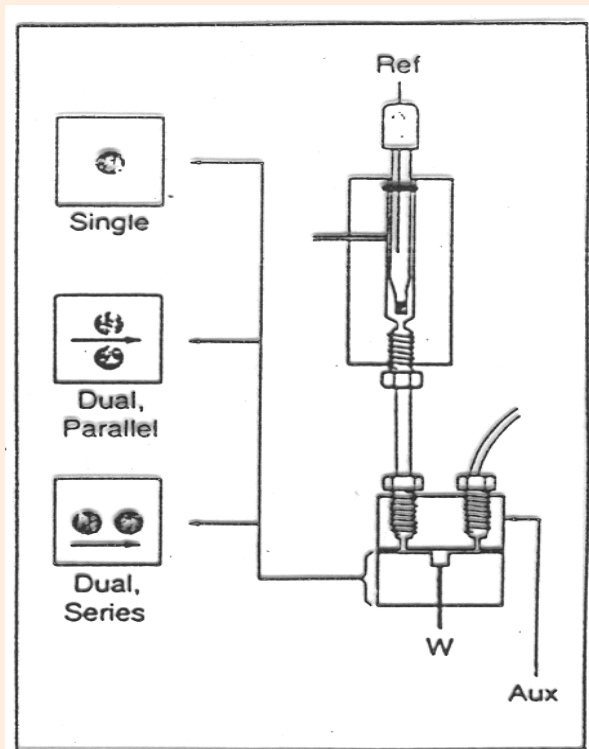 Ref
Single
Dual,
Parallel
Dual,
Series
W
Aux